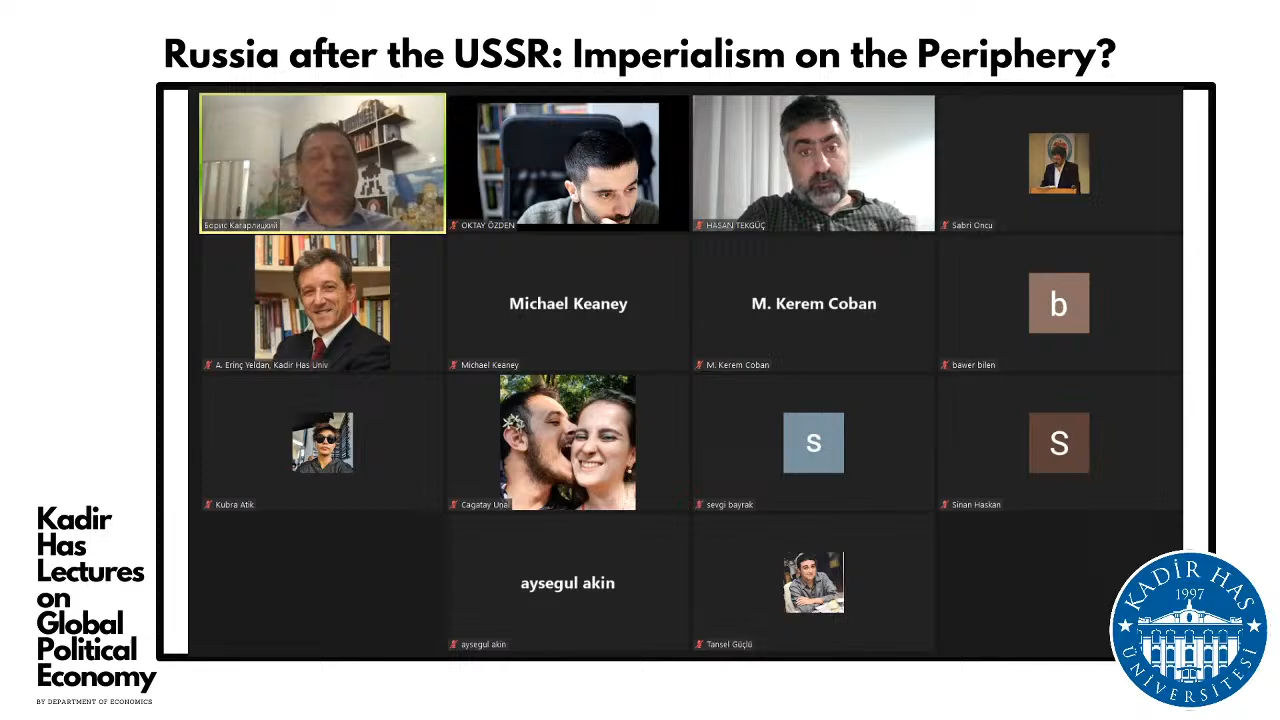 Russia after the USSR: Imperialism on the Periphery?
Борис Кагарлицкий
OKTAY ÖZDEN
HASAN TEKGÜÇ
Sabri Oncu
A. Erinç Yeldan, Kadir Has Univ
Michael Keaney
Michael Keaney
M. Kerem Coban
M. Kerem Coban
b
bawer bilen
Kubra Atik
Cagatay Unal
s
sevgi bayrak
S
Sinan Haskan
aysegul akin
aysegul akin
Tansel Güçlü
Kadir
Has
Lectures
on
Global
Political
Economy
BY DEPARTMENT OF ECONOMICS
KADİR HAS
1997
ÜNİVERSİTESİ